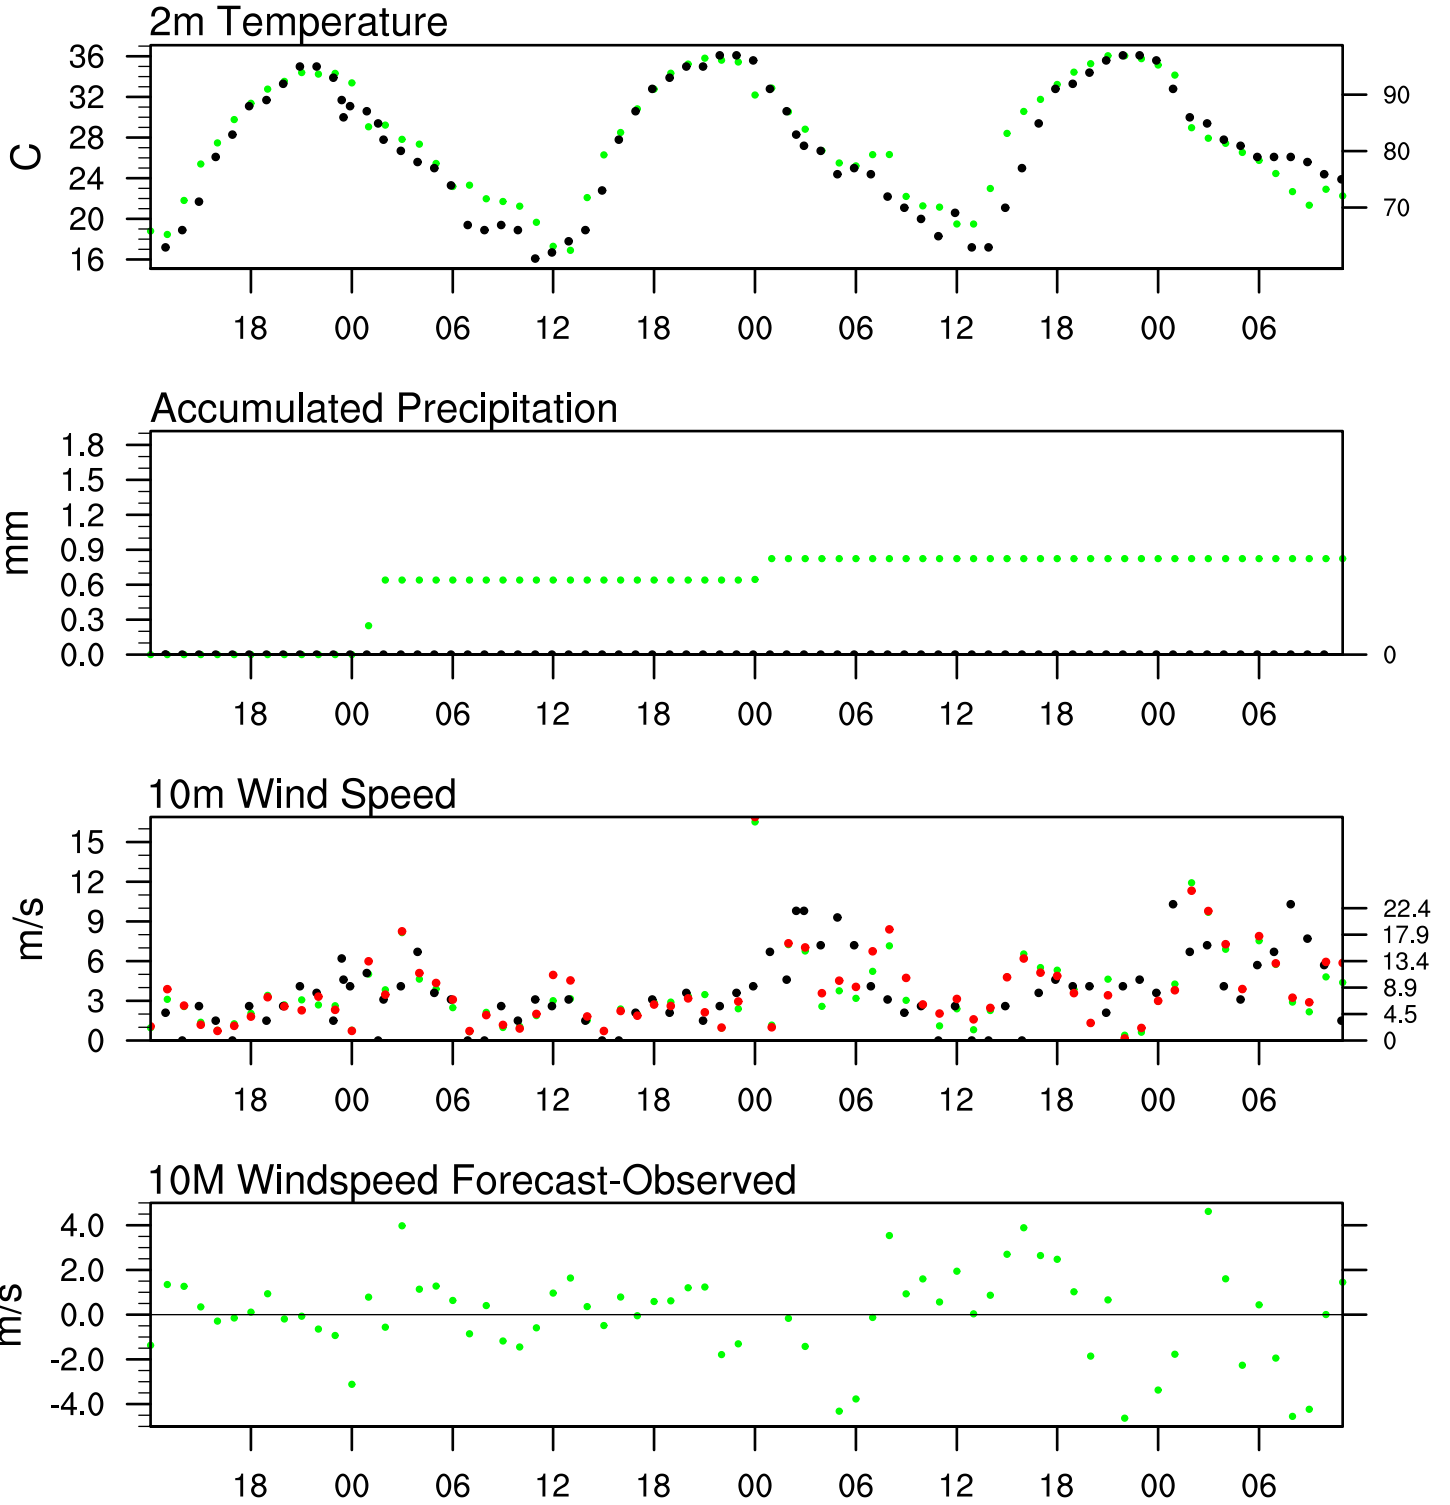 2m Temperature
36
32
28
24
20
16
C
90
80
70
18 00 06 12 18 00 06 12 18 00 06
Accumulated Precipitation
1.8
1.5
1.2
0.9
0.6
0.3
0.0
mm
0
18 00 06 12 18 00 06 12 18 00 06
10m Wind Speed
15
12
9
6
3
0
m/s
22.4
17.9
13.4
8.9
4.5
0
18 00 06 12 18 00 06 12 18 00 06
10M Windspeed Forecast-Observed
4.0
2.0
0.0
-2.0
-4.0
m/s
18 00 06 12 18 00 06 12 18 00 06